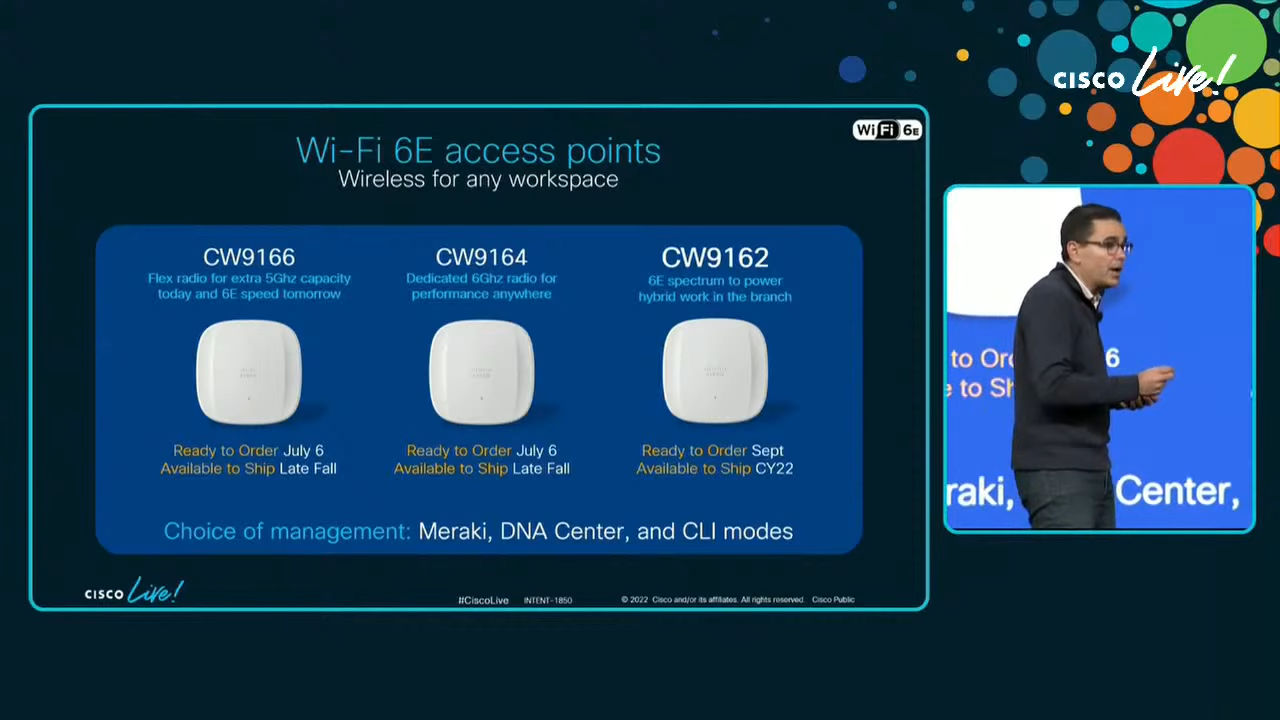 CISCO Live!
WiFi 6E
Wi-Fi 6E access points
Wireless for any workspace
CW9166
Flex radio for extra 5Ghz capacity
today and 6E speed tomorrow
Ready to Order July 6
Available to Ship Late Fall
CW9164
Dedicated 6Ghz radio for
performance anywhere
Ready to Order July 6
Available to Ship Late Fall
CW9162
6E spectrum to power
hybrid work in the branch
Ready to Order Sept
Available to Ship CY22
Choice of management: Meraki, DNA Center, and CLI modes
CISCO Live!
#CiscoLive
INTENT-1850
© 2022 Cisco and/or its affiliates. All rights reserved. Cisco Public
to Or 6
e to Sh
raki, Center,